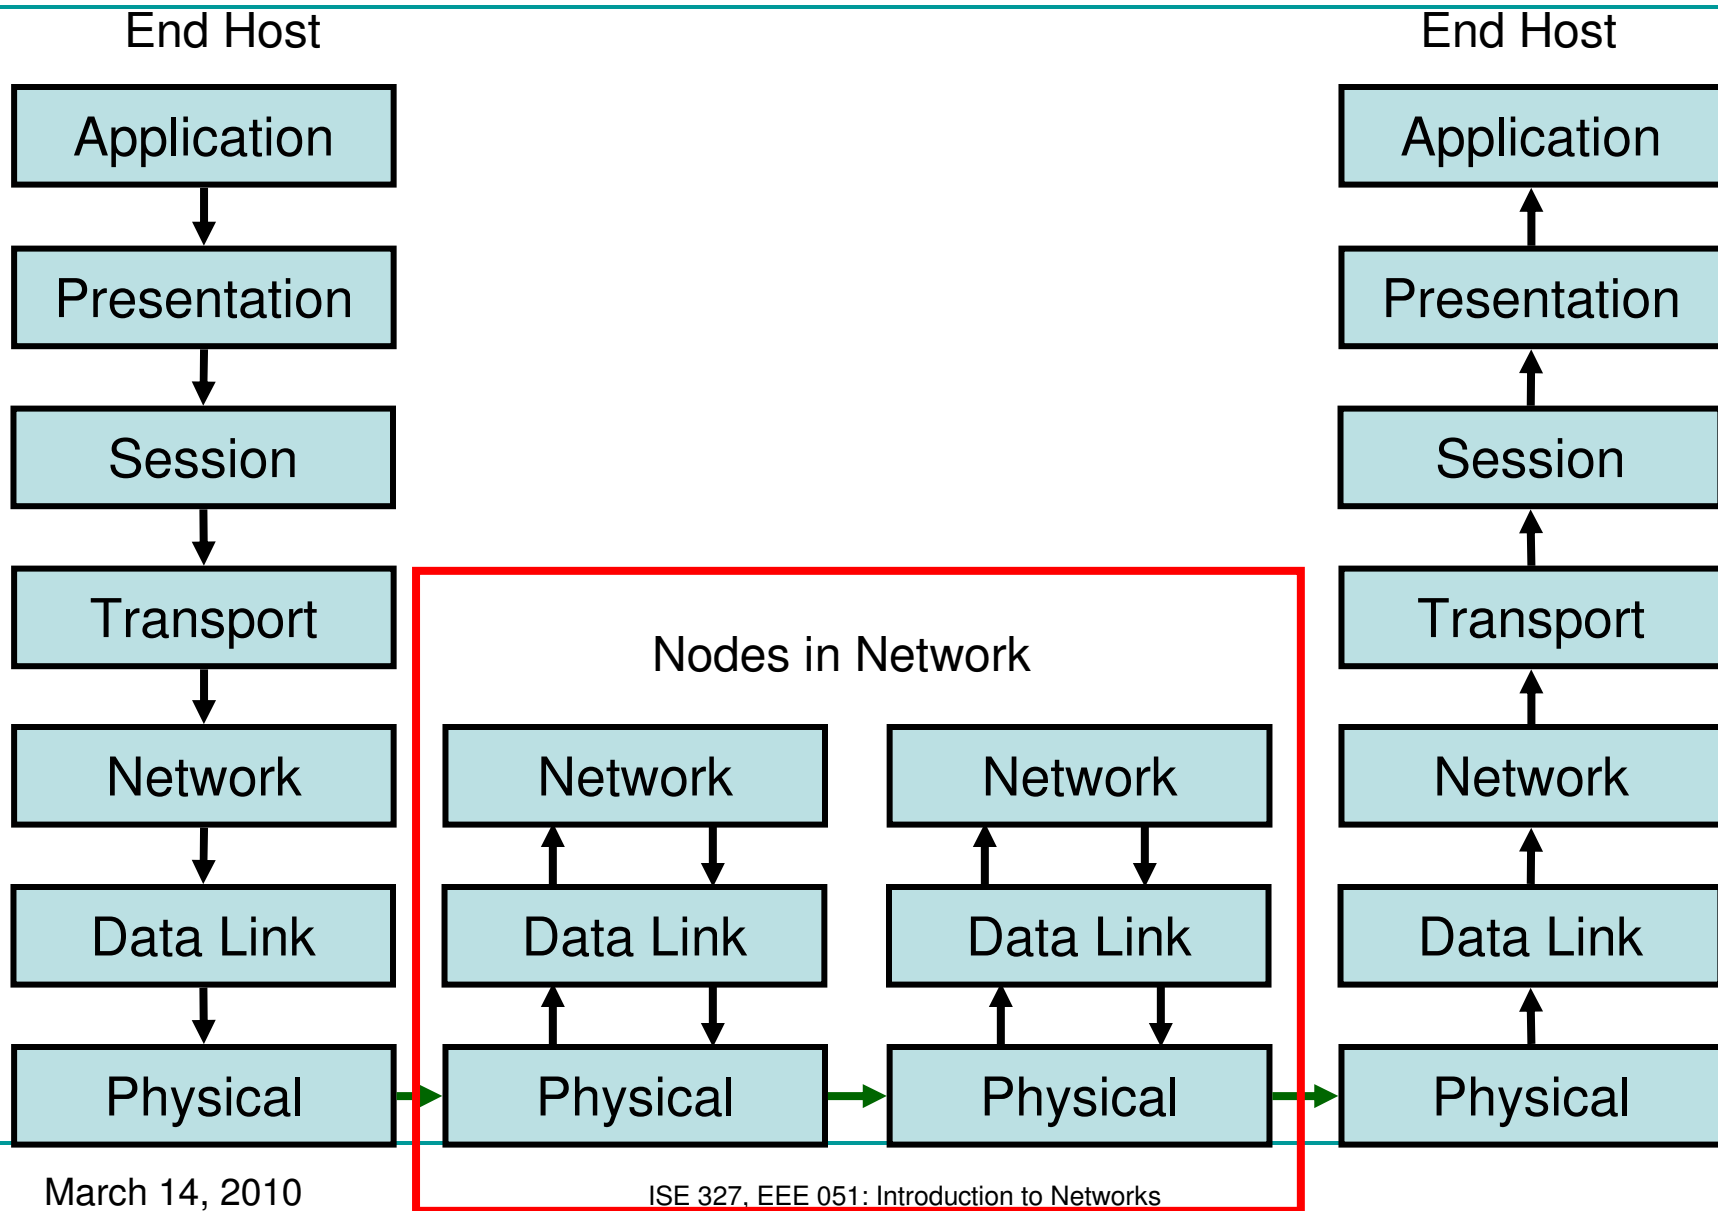 End Host
End Host
Application
Application
Presentation
Presentation
Session
Session
Transport
Transport
Nodes in Network
Network
Network
Network
Network
Data Link
Data Link
Data Link
Data Link
Physical
Physical
Physical
Physical
March 14, 2010
ISE 327, EEE 051: Introduction to Networks